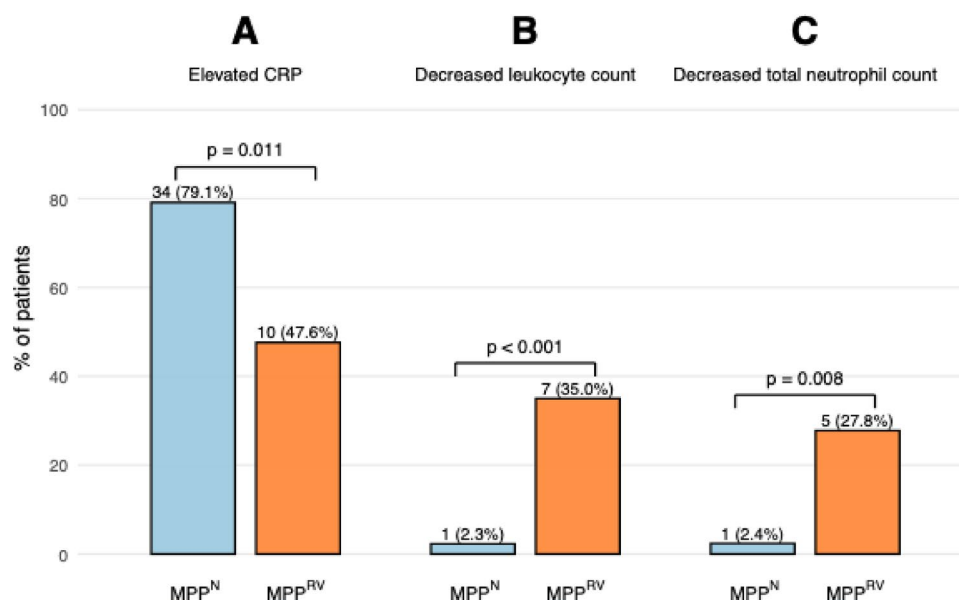 A B C
Elevated CRP Decreased leukocyte count Decreased total neutrophil count
100
p = 0.011
80
34 (79.1%)
60
10 (47.6%)
p < 0.001
40
p = 0.008
7 (35.0%)
5 (27.8%)
20
1 (2.3%) 1 (2.4%)
0
% of patients
MPP^N MPP^RV MPP^N MPP^RV MPP^N MPP^RV